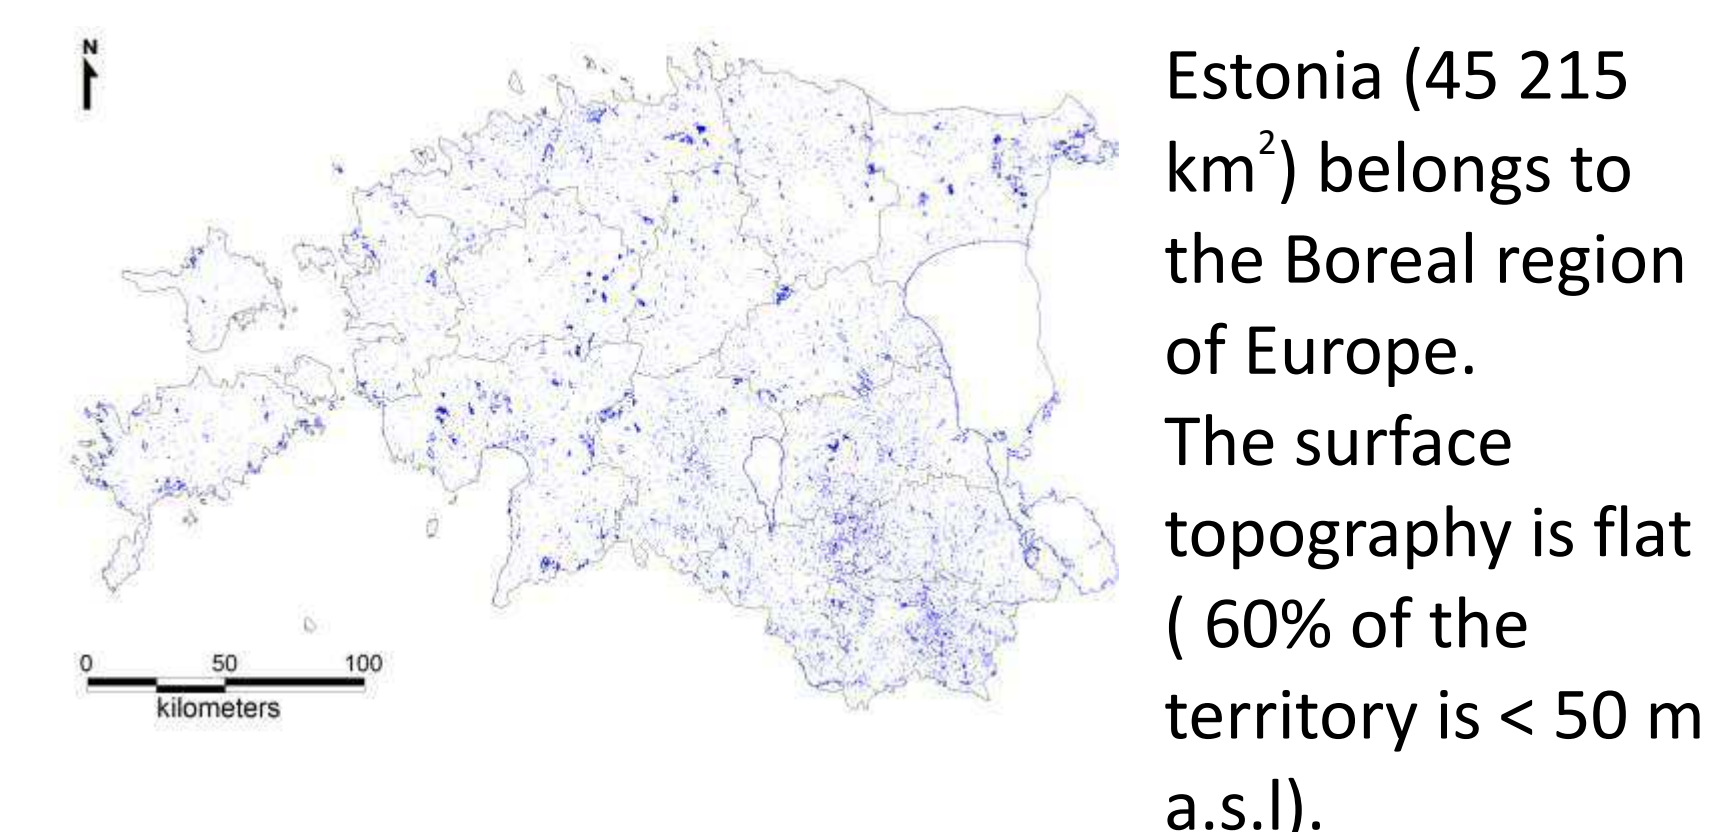 N
0 50 100
kilometers
Estonia (45 215
km²) belongs to
the Boreal region
of Europe.
The surface
topography is flat
( 60% of the
territory is < 50 m
a.s.l).